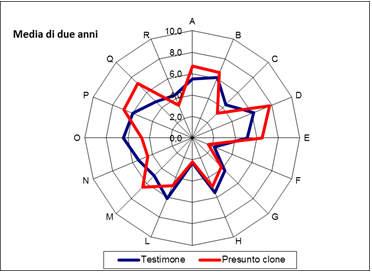 Media di due anni
A
B
C
D
E
F
G
H
I
L
M
N
O
P
Q
R
10.0
8.0
6.0
4.0
2.0
0.0
Testimone
Presunto clone